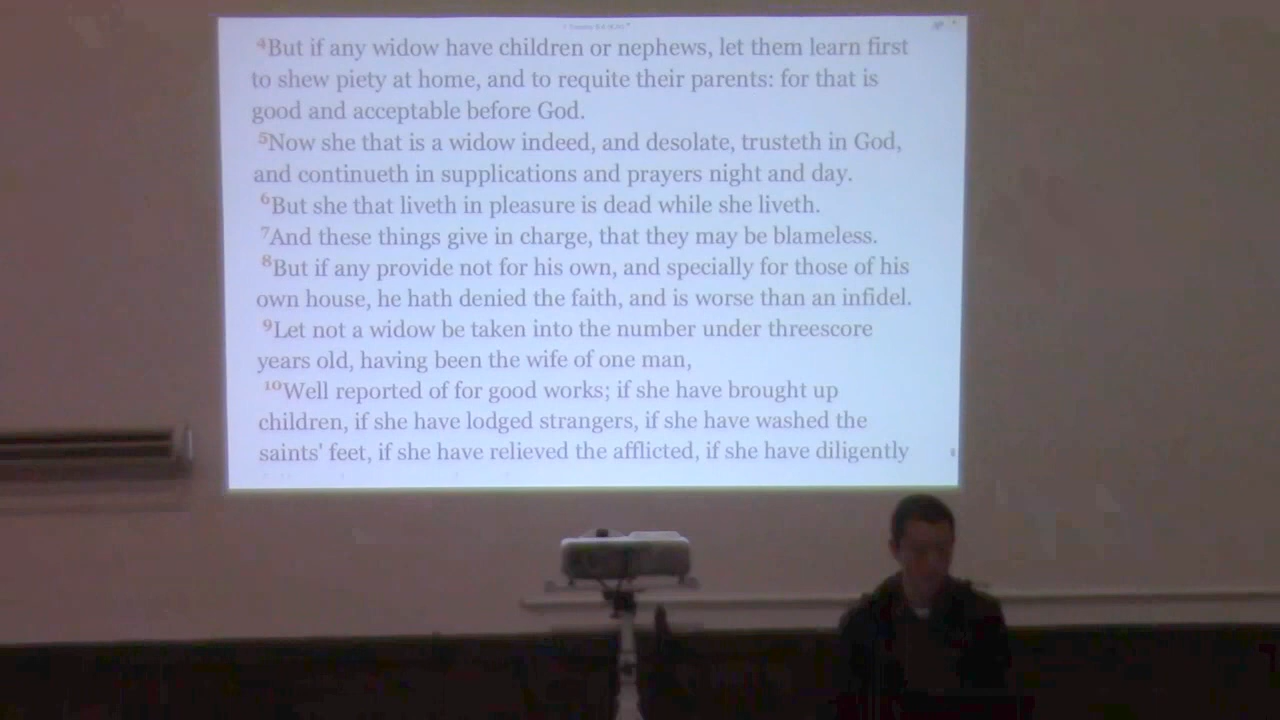 ⁴But if any widow have children or nephews, let them learn first
to shew piety at home, and to requite their parents: for that is
good and acceptable before God.
⁵Now she that is a widow indeed, and desolate, trusteth in God,
and continueth in supplications and prayers night and day.
⁶But she that liveth in pleasure is dead while she liveth.
⁷And these things give in charge, that they may be blameless.
⁸But if any provide not for his own, and specially for those of his
own house, he hath denied the faith, and is worse than an infidel.
⁹Let not a widow be taken into the number under threescore
years old, having been the wife of one man,
¹⁰Well reported of for good works; if she have brought up
children, if she have lodged strangers, if she have washed the
saints' feet, if she have relieved the afflicted, if she have diligently